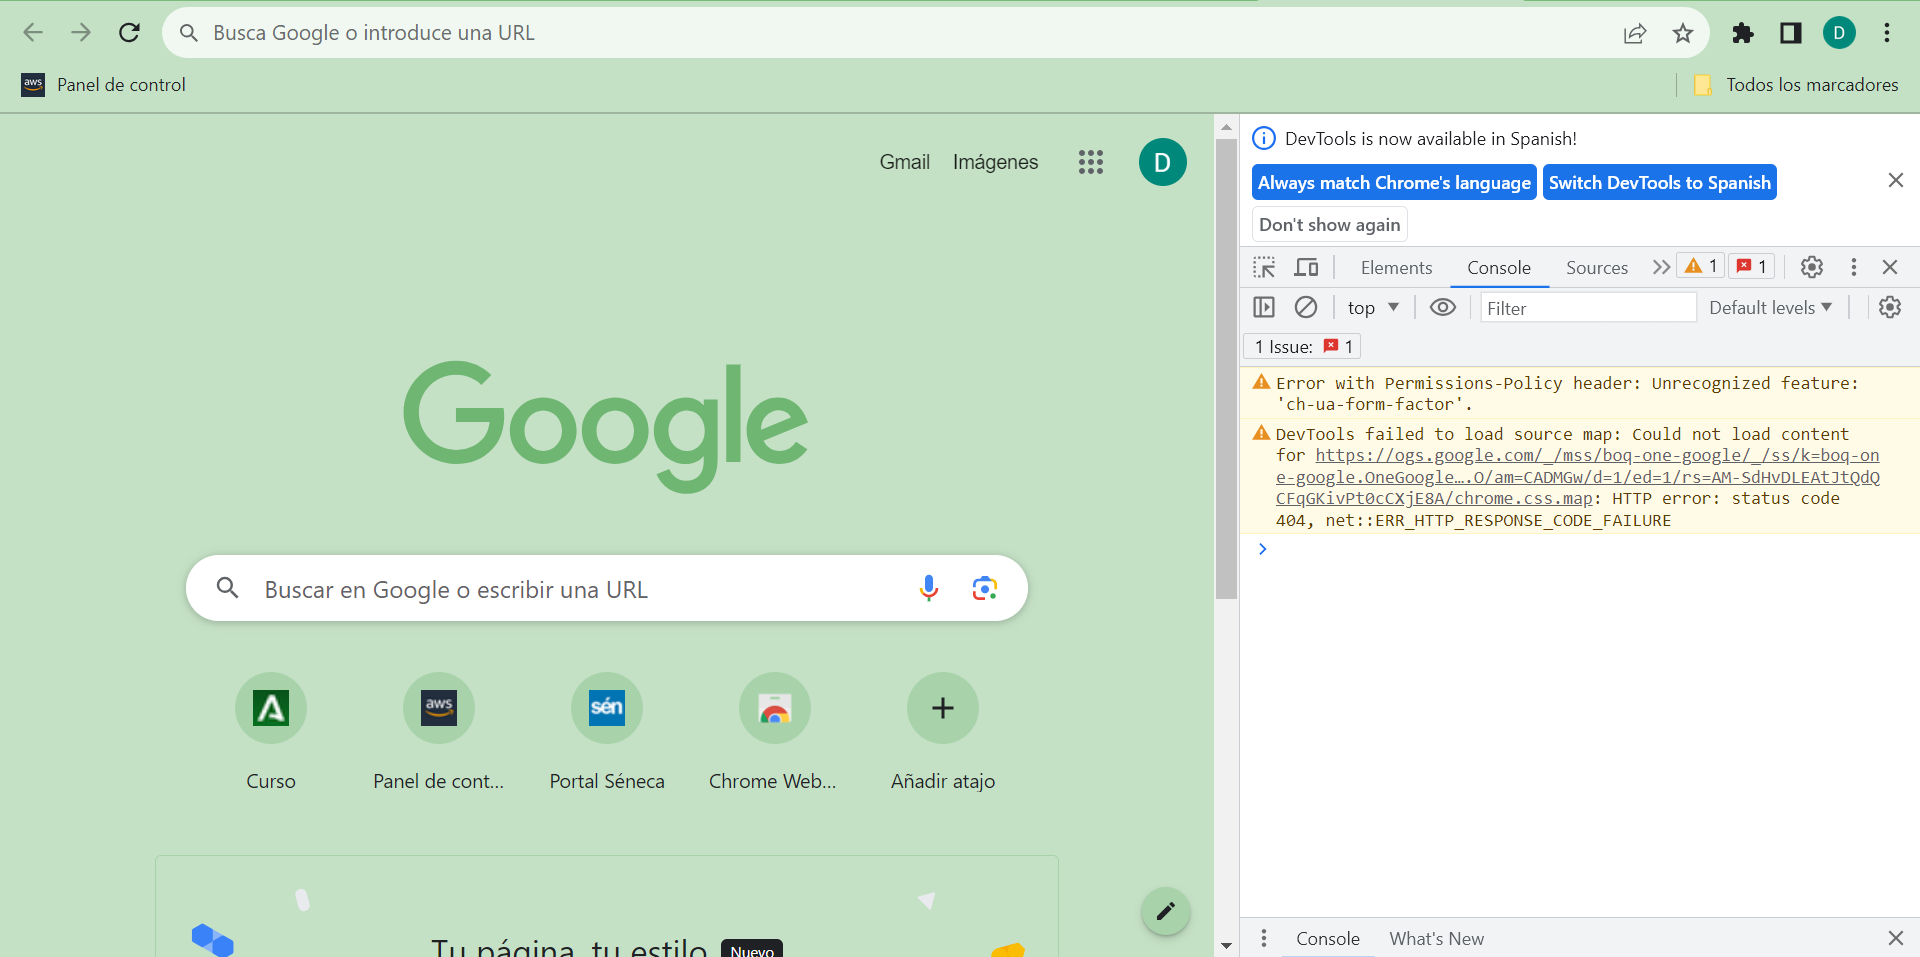 Busca Google o introduce una URL
D
aws
Panel de control
Todos los marcadores
Gmail
Imágenes
D
Google
Buscar en Google o escribir una URL
aws
sén
Curso
Panel de cont...
Portal Séneca
Chrome Web...
Añadir atajo
Tu página, tu estilo
Nuevo
DevTools is now available in Spanish!
Always match Chrome's language
Switch DevTools to Spanish
Don't show again
Elements
Console
Sources
1
1
top
Filter
Default levels
1 Issue:
1
Error with Permissions-Policy header: Unrecognized feature:
'ch-ua-form-factor'.
DevTools failed to load source map: Could not load content
for https://ogs.google.com/_/mss/boq-one-google/_/ss/k=boq-on
e-google.OneGoogle….O/am=CADMGw/d=1/ed=1/rs=AM-SdHvDLEAtJtQdQ
CFqGKivPt0cCXjE8A/chrome.css.map: HTTP error: status code
404, net::ERR_HTTP_RESPONSE_CODE_FAILURE
Console
What's New